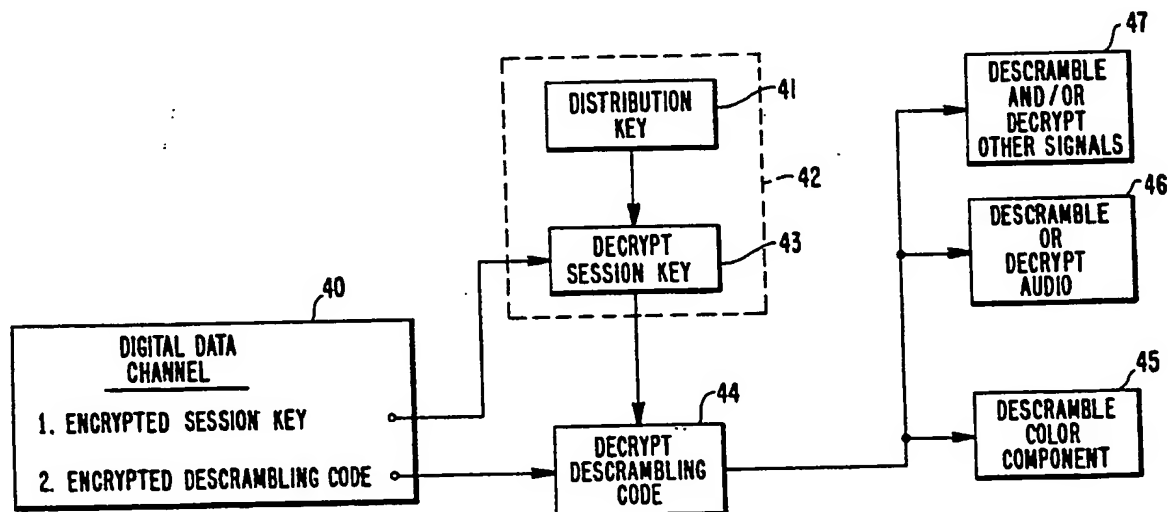 47
DESCRAMBLE
AND/OR
DECRYPT
OTHER SIGNALS
41
DISTRIBUTION
KEY
42
46
DESCRAMBLE
OR
DECRYPT
AUDIO
43
DECRYPT
SESSION KEY
40
DIGITAL DATA
CHANNEL
1. ENCRYPTED SESSION KEY
2. ENCRYPTED DESCRAMBLING CODE
44
DECRYPT
DESCRAMBLING
CODE
45
DESCRAMBLE
COLOR
COMPONENT